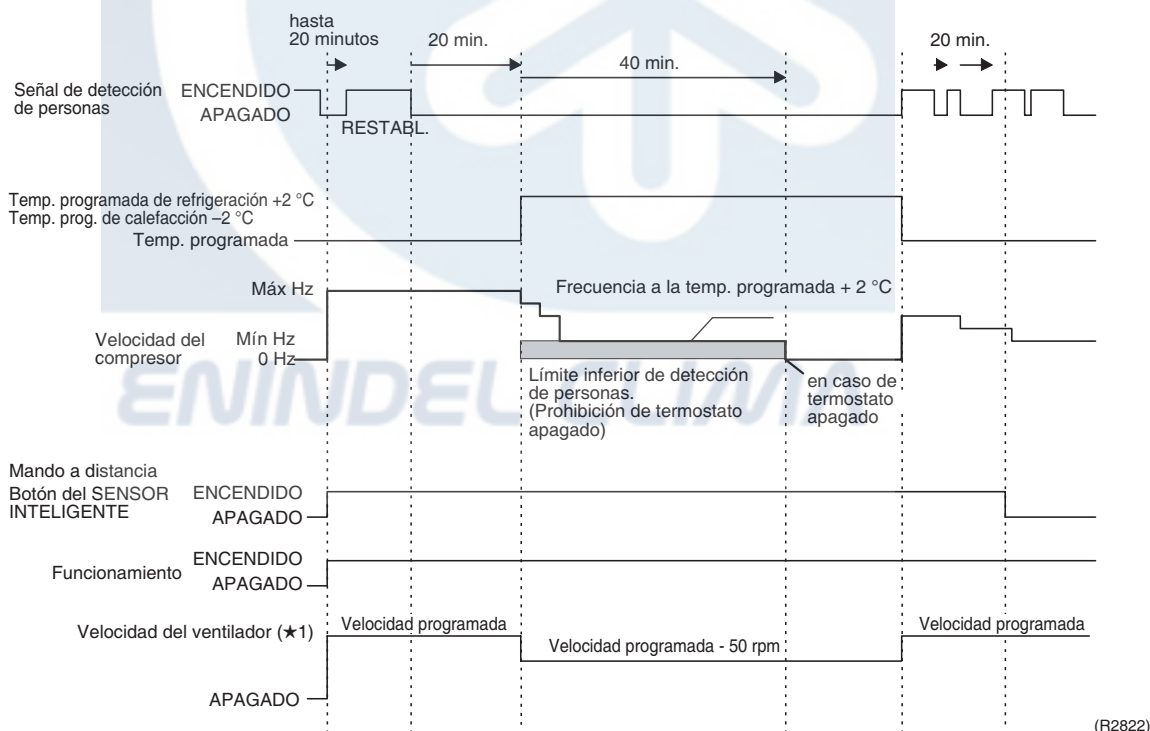 hasta
20 minutos
20 min.
40 min.
20 min.
Señal de detección
de personas
ENCENDIDO
APAGADO
RESTABL.
Temp. programada de refrigeración +2 °C
Temp. prog. de calefacción –2 °C
Temp. programada
Máx Hz
Frecuencia a la temp. programada + 2 °C
Velocidad del
compresor
Mín Hz
0 Hz
Límite inferior de detección
de personas.
(Prohibición de termostato
apagado)
en caso de
termostato
apagado
ENINDEL CLIMA
Mando a distancia
Botón del SENSOR
INTELIGENTE
ENCENDIDO
APAGADO
Funcionamiento
ENCENDIDO
APAGADO
Velocidad del ventilador (★1)
Velocidad programada
Velocidad programada - 50 rpm
Velocidad programada
APAGADO
(R2822)